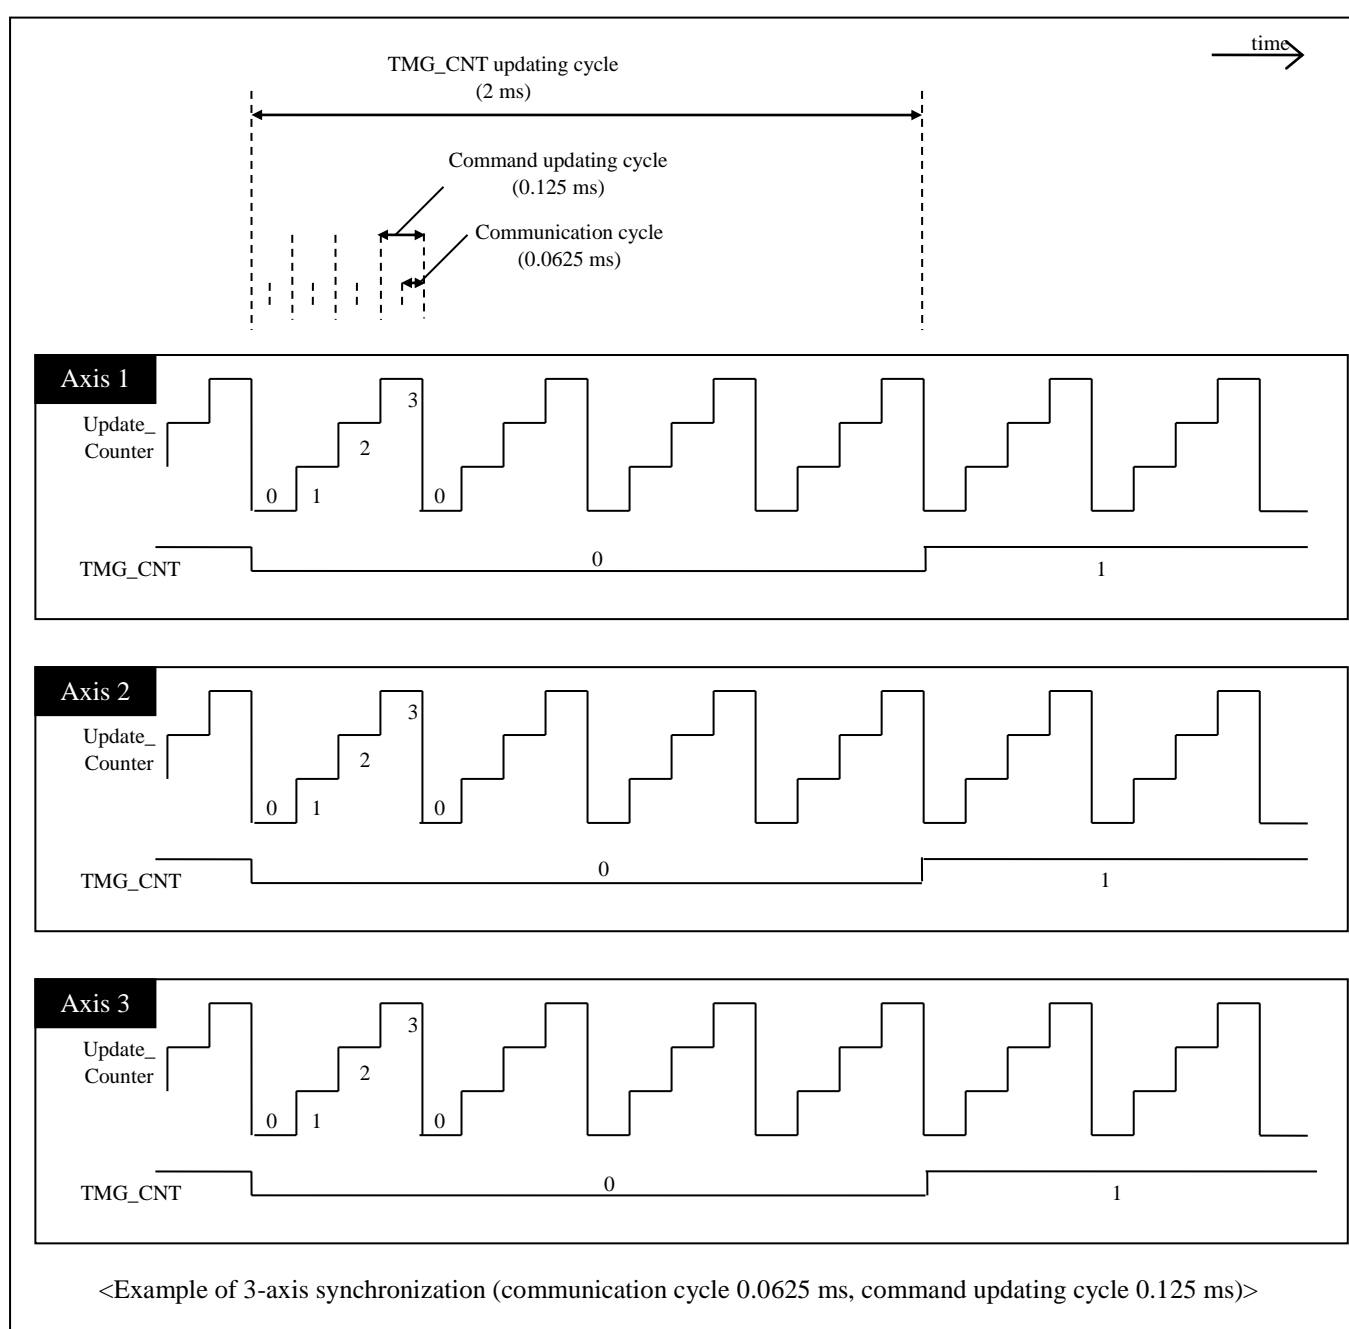 time
TMG_CNT updating cycle
(2 ms)
Command updating cycle
(0.125 ms)
Communication cycle
(0.0625 ms)
Axis 1
Update_
Counter
3
2
0 1 0
TMG_CNT
0
1
Axis 2
Update_
Counter
3
2
0 1 0
TMG_CNT
0
1
Axis 3
Update_
Counter
3
2
0 1 0
TMG_CNT
0
1
<Example of 3-axis synchronization (communication cycle 0.0625 ms, command updating cycle 0.125 ms)>